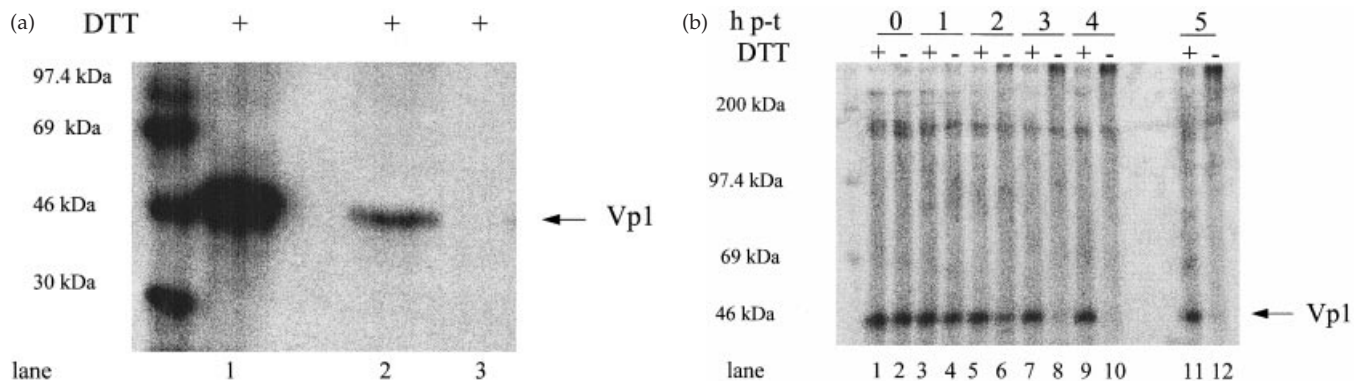 (a)
DTT + + +
97.4 kDa
69 kDa
46 kDa
30 kDa
Vp1
lane 1 2 3
(b)
h p-t 0 1 2 3 4 5
DTT + - + - + - + - + - + -
200 kDa
97.4 kDa
69 kDa
46 kDa
Vp1
lane 1 2 3 4 5 6 7 8 9 10 11 12